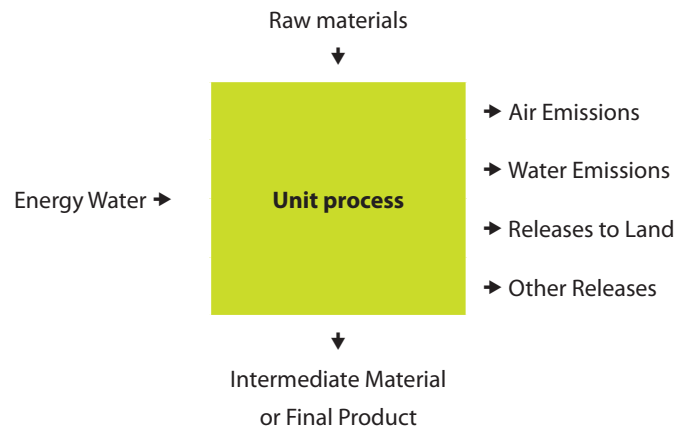 Raw materials
Air Emissions
Water Emissions
Energy Water
Unit process
Releases to Land
Other Releases
Intermediate Material
or Final Product